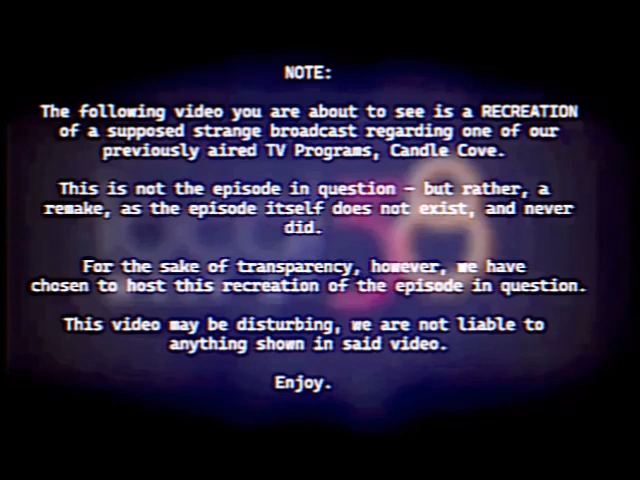 NOTE:
The following video you are about to see is a RECREATION
of a supposed strange broadcast regarding one of our
previously aired TV Programs, Candle Cove.
This is not the episode in question - but rather, a
remake, as the episode itself does not exist, and never
did.
For the sake of transparency, however, we have
chosen to host this recreation of the episode in question.
This video may be disturbing, we are not liable to
anything shown in said video.
Enjoy.